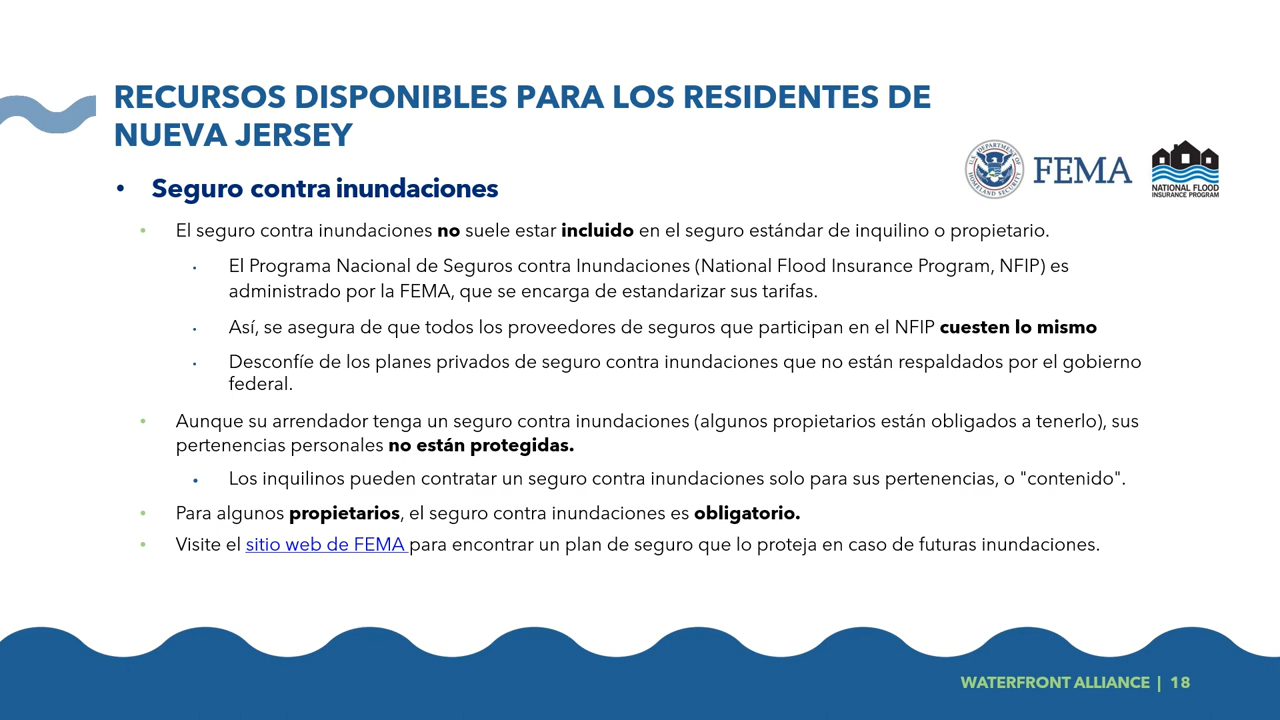 RECURSOS DISPONIBLES PARA LOS RESIDENTES DE
NUEVA JERSEY
• Seguro contra inundaciones
U.S. DEPARTMENT OF HOMELAND SECURITY
FEMA
NATIONAL FLOOD
INSURANCE PROGRAM
• El seguro contra inundaciones no suele estar incluido en el seguro estándar de inquilino o propietario.
• El Programa Nacional de Seguros contra Inundaciones (National Flood Insurance Program, NFIP) es
administrado por la FEMA, que se encarga de estandarizar sus tarifas.
• Así, se asegura de que todos los proveedores de seguros que participan en el NFIP cuesten lo mismo
• Desconfíe de los planes privados de seguro contra inundaciones que no están respaldados por el gobierno
federal.
• Aunque su arrendador tenga un seguro contra inundaciones (algunos propietarios están obligados a tenerlo), sus
pertenencias personales no están protegidas.
• Los inquilinos pueden contratar un seguro contra inundaciones solo para sus pertenencias, o "contenido".
• Para algunos propietarios, el seguro contra inundaciones es obligatorio.
• Visite el sitio web de FEMA para encontrar un plan de seguro que lo proteja en caso de futuras inundaciones.
WATERFRONT ALLIANCE | 18